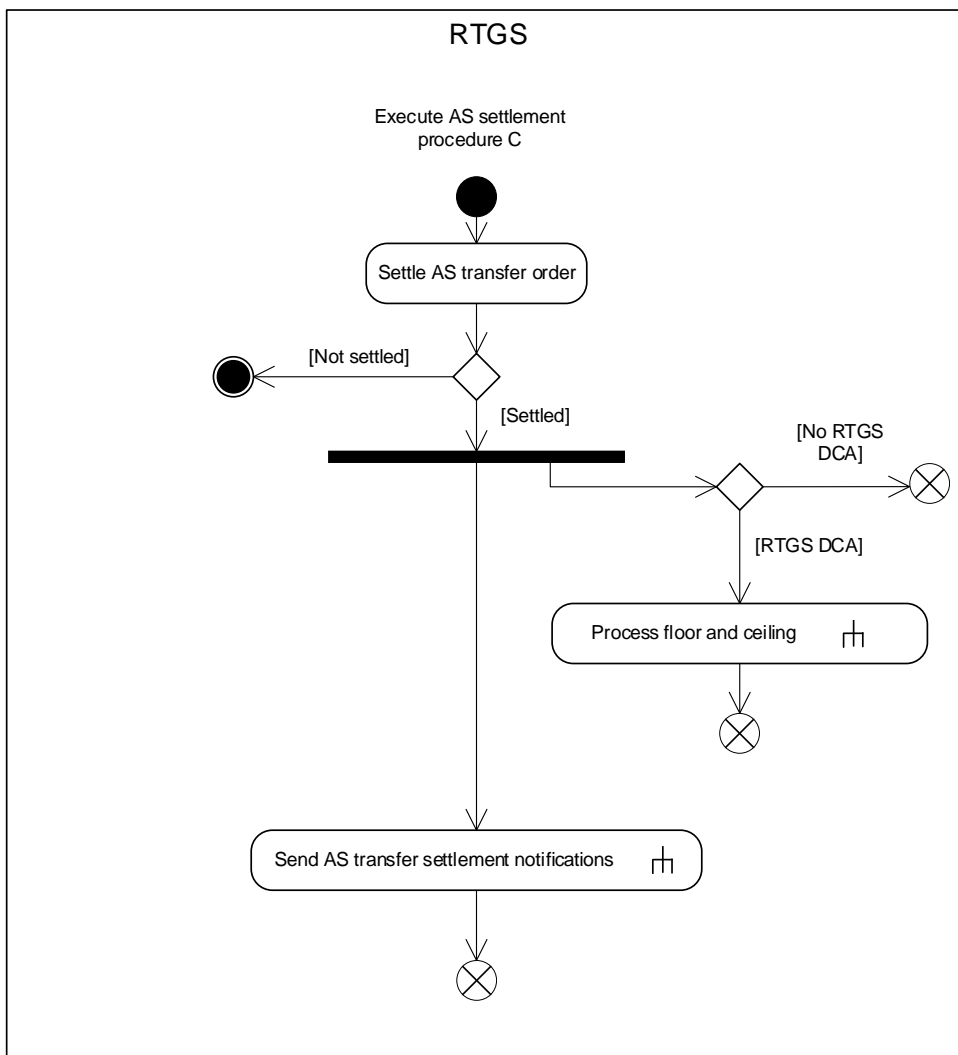 RTGS
Execute AS settlement
procedure C
Settle AS transfer order
[Not settled]
[Settled]
[No RTGS
DCA]
[RTGS DCA]
Process floor and ceiling
Send AS transfer settlement notifications